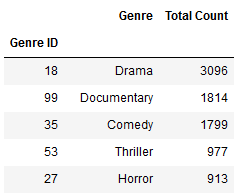 Genre Total Count
Genre ID
18 Drama 3096
99 Documentary 1814
35 Comedy 1799
53 Thriller 977
27 Horror 913